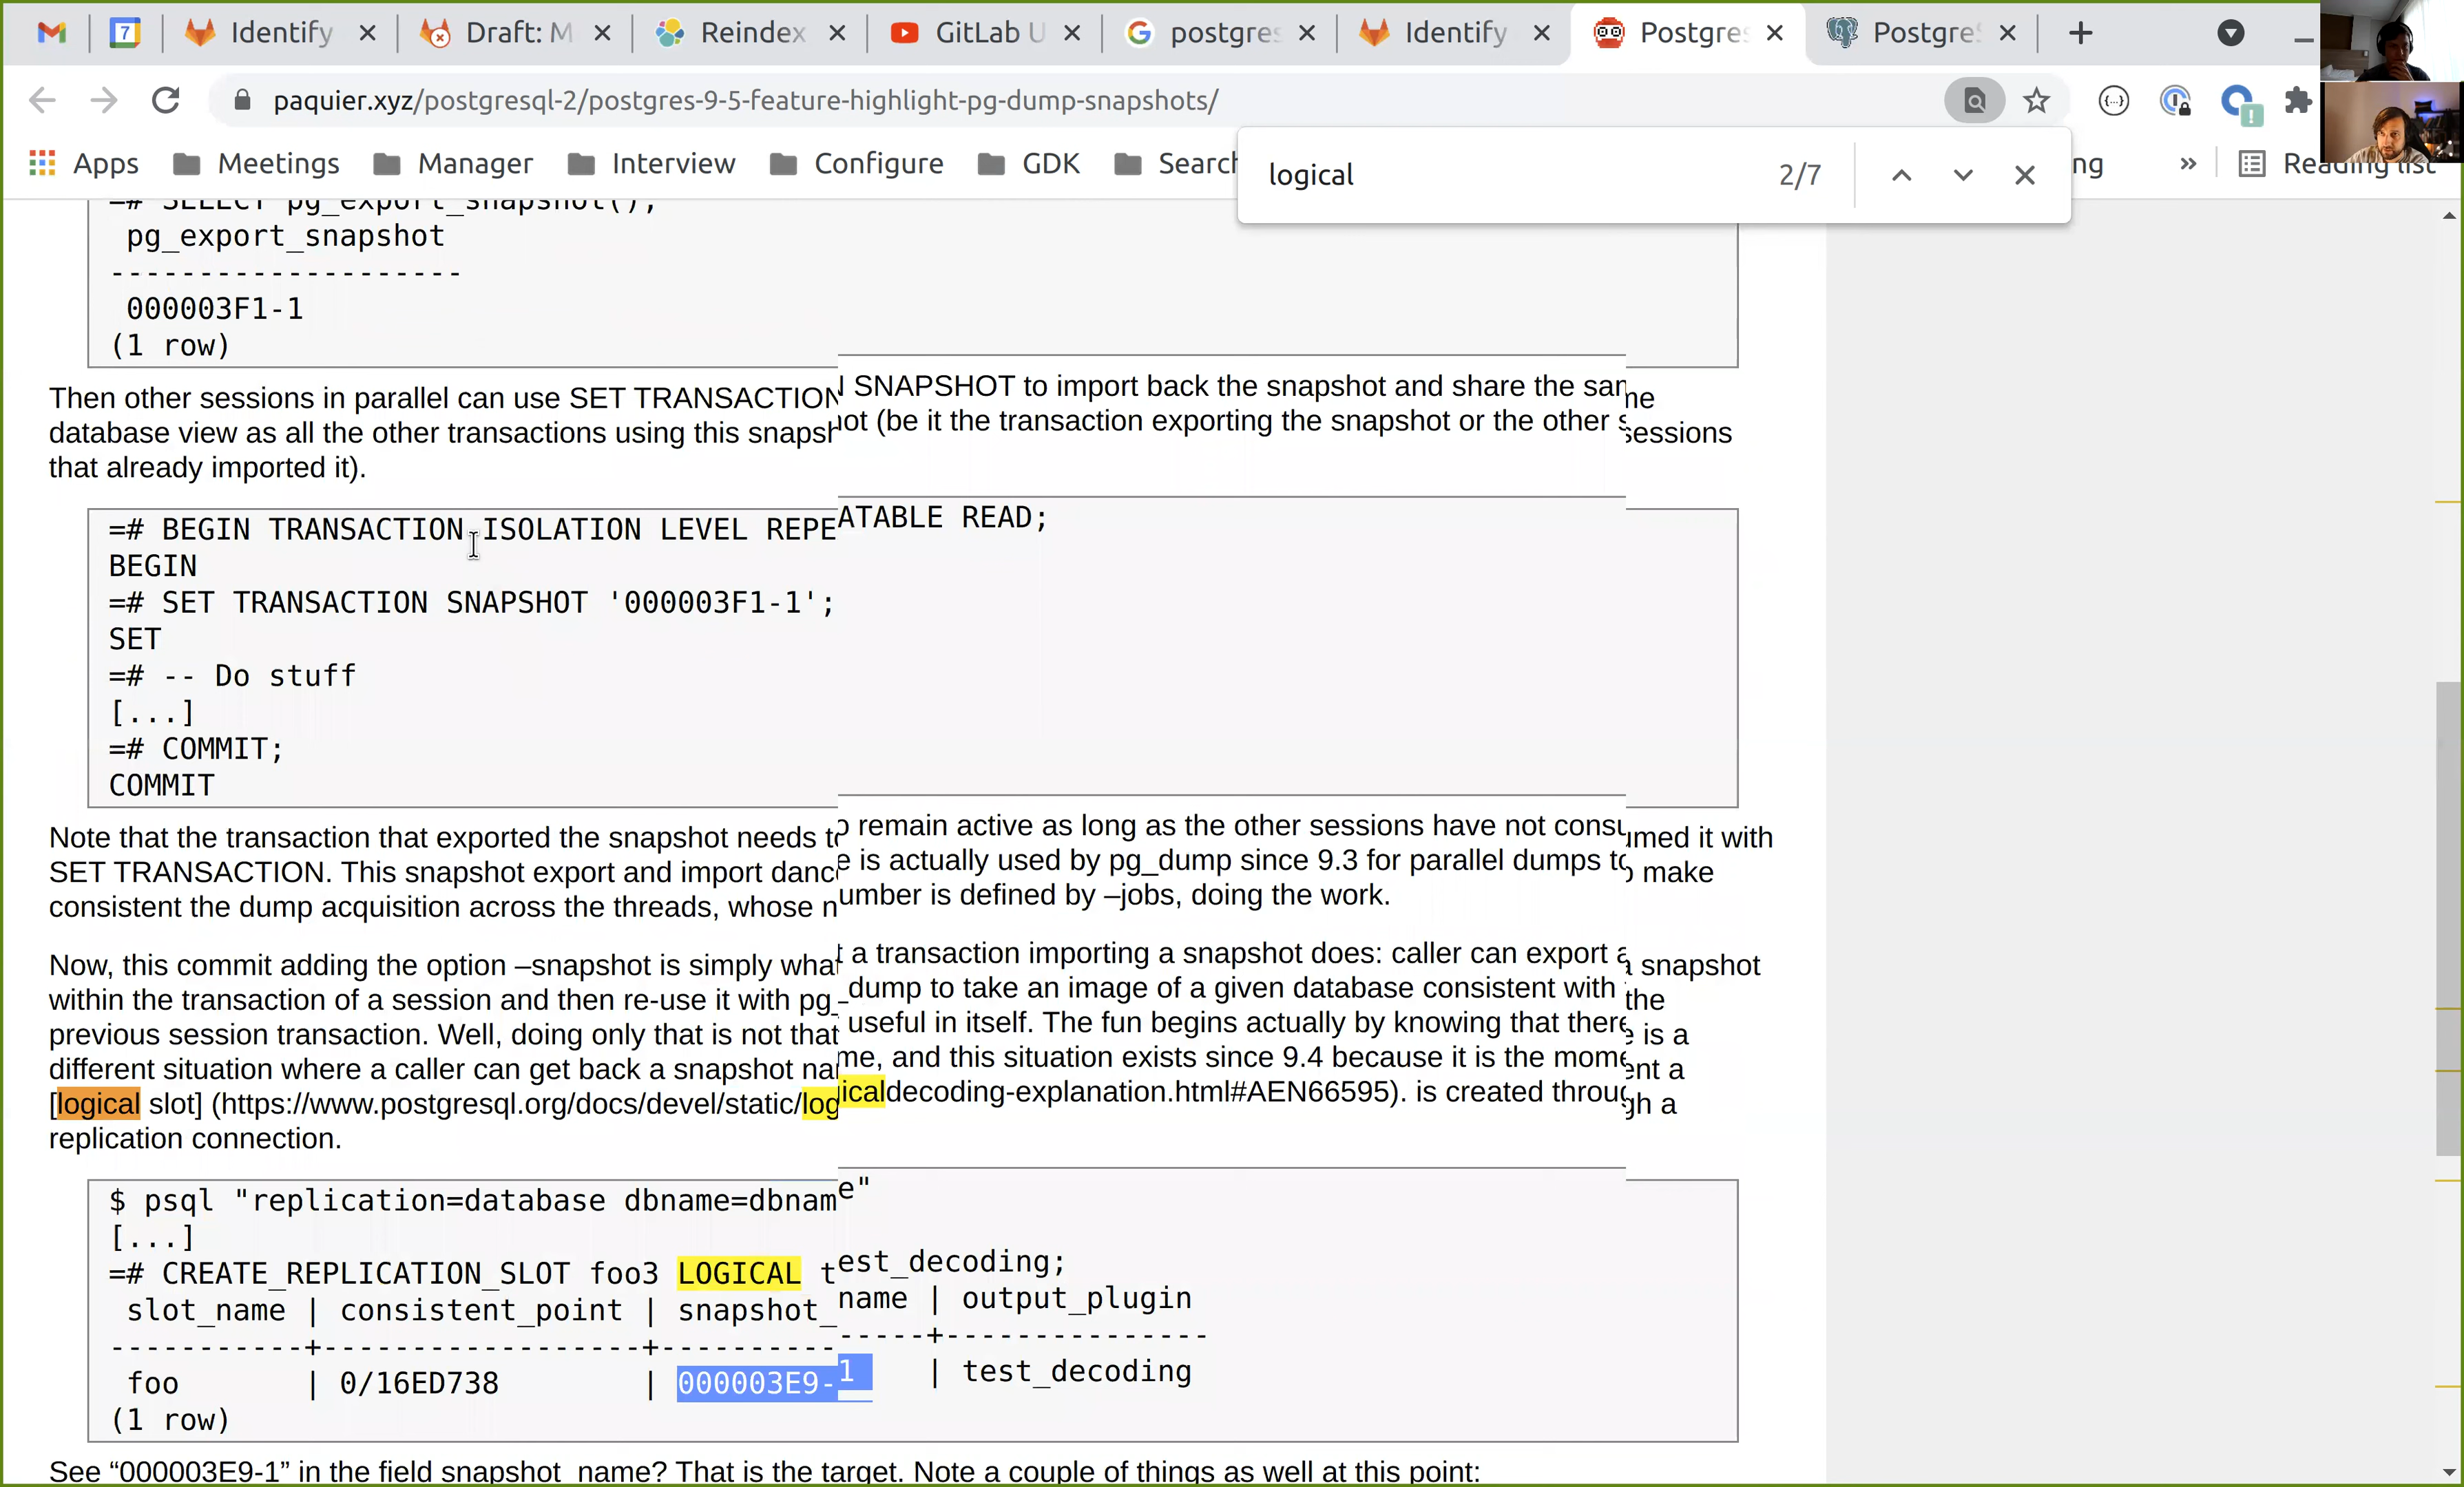 7
Identify
Draft: M
Reindex
GitLab U
postgres
Identify
Postgres
PostgreS
paquier.xyz/postgresql-2/postgres-9-5-feature-highlight-pg-dump-snapshots/
Apps
Meetings
Manager
Interview
Configure
GDK
Search
ng
»
Reading list
logical
2/7
=# SELECT pg_export_snapshot();
pg_export_snapshot
--------------------
000003F1-1
(1 row)
Then other sessions in parallel can use SET TRANSACTION SNAPSHOT to import back the snapshot and share the same
database view as all the other transactions using this snapshot (be it the transaction exporting the snapshot or the other sessions
that already imported it).
=# BEGIN TRANSACTION ISOLATION LEVEL REPEATABLE READ;
BEGIN
=# SET TRANSACTION SNAPSHOT '000003F1-1';
SET
=# -- Do stuff
[...]
=# COMMIT;
COMMIT
Note that the transaction that exported the snapshot needs to remain active as long as the other sessions have not consumed it with
SET TRANSACTION. This snapshot export and import dance is actually used by pg_dump since 9.3 for parallel dumps to make
consistent the dump acquisition across the threads, whose number is defined by –jobs, doing the work.
Now, this commit adding the option –snapshot is simply what a transaction importing a snapshot does: caller can export a snapshot
within the transaction of a session and then re-use it with pg_dump to take an image of a given database consistent with the
previous session transaction. Well, doing only that is not that useful in itself. The fun begins actually by knowing that there is a
different situation where a caller can get back a snapshot name, and this situation exists since 9.4 because it is the moment a
[logical slot] (https://www.postgresql.org/docs/devel/static/logicaldecoding-explanation.html#AEN66595). is created through a
replication connection.
$ psql "replication=database dbname=dbname"
[...]
=# CREATE_REPLICATION_SLOT foo3 LOGICAL test_decoding;
slot_name | consistent_point | snapshot_name | output_plugin
-----------+------------------+---------------+---------------
foo | 0/16ED738 | 000003E9-1 | test_decoding
(1 row)
See “000003E9-1” in the field snapshot_name? That is the target. Note a couple of things as well at this point: